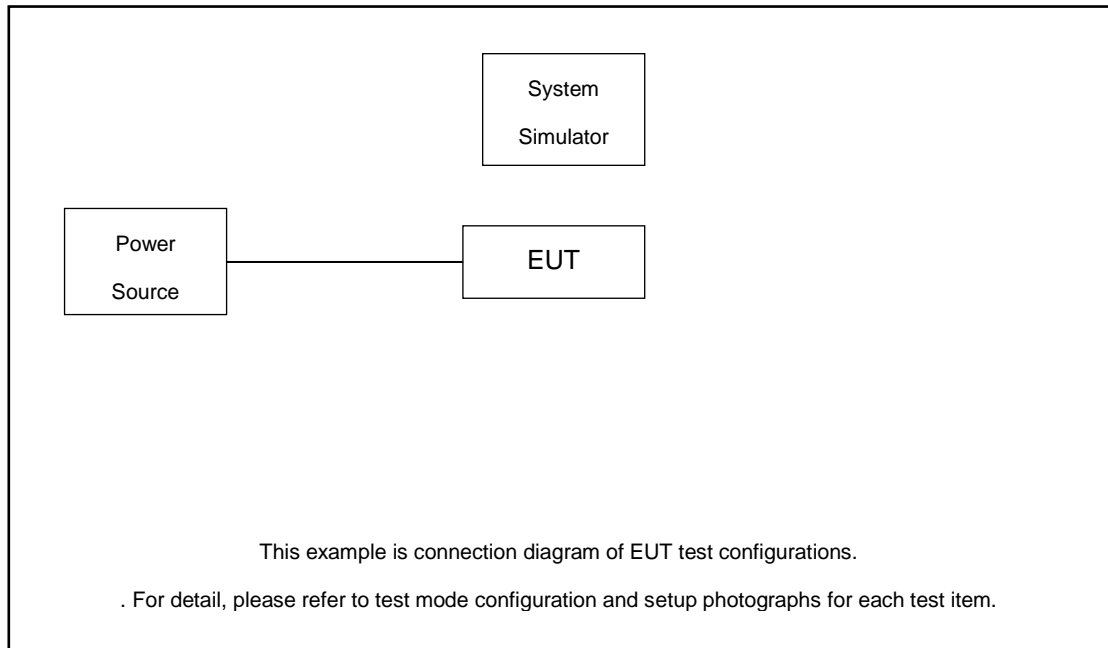 System
Simulator
Power
Source
EUT
This example is connection diagram of EUT test configurations.
. For detail, please refer to test mode configuration and setup photographs for each test item.